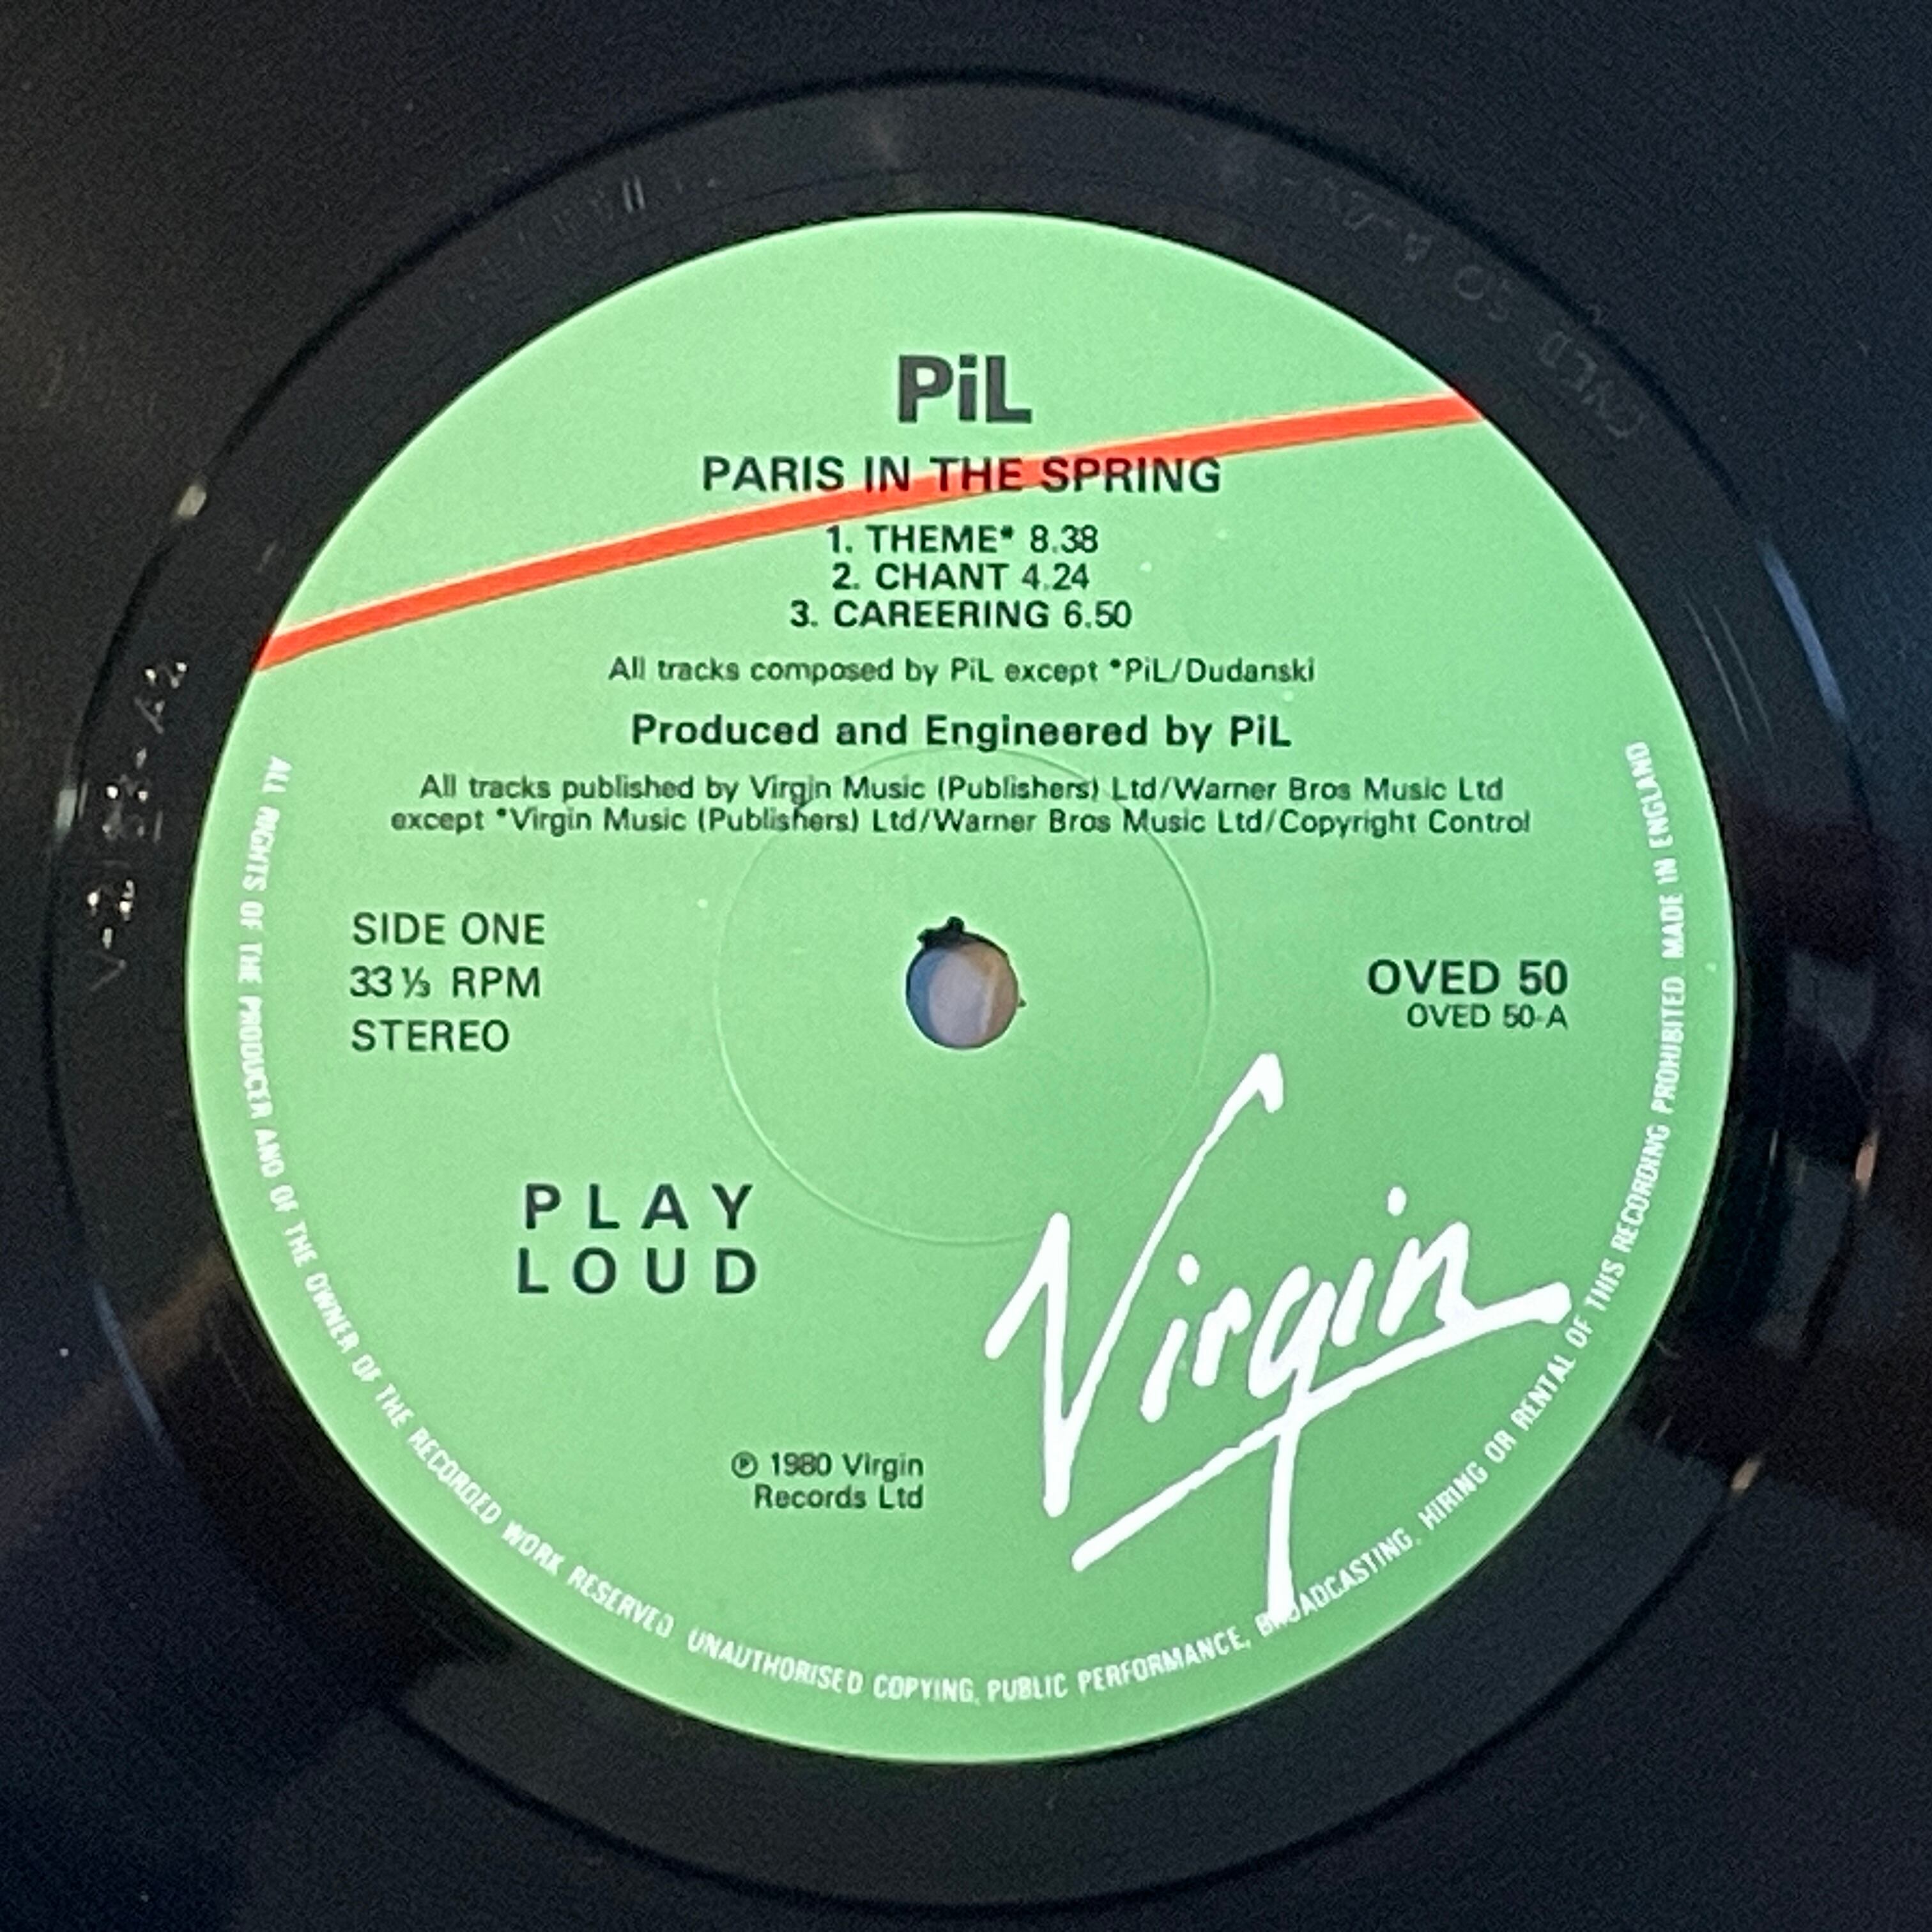 PiL
PARIS IN THE SPRING
1. THEME* 8.38
2. CHANT 4.24
3. CAREERING 6.50
All tracks composed by PiL except *PiL/Dudanski
Produced and Engineered by PiL
All tracks published by Virgin Music (Publishers) Ltd/Warner Bros Music Ltd
except *Virgin Music (Publishers) Ltd/Warner Bros Music Ltd/Copyright Control
SIDE ONE
33⅓ RPM
STEREO
OVED 50
OVED 50-A
PLAY
LOUD
Virgin
℗ 1980 Virgin
Records Ltd
ALL RIGHTS OF THE PRODUCER AND OF THE OWNER OF THE RECORDED WORK RESERVED UNAUTHORISED COPYING, PUBLIC PERFORMANCE, BROADCASTING, HIRING OR RENTAL OF THIS RECORDING PROHIBITED MADE IN ENGLAND